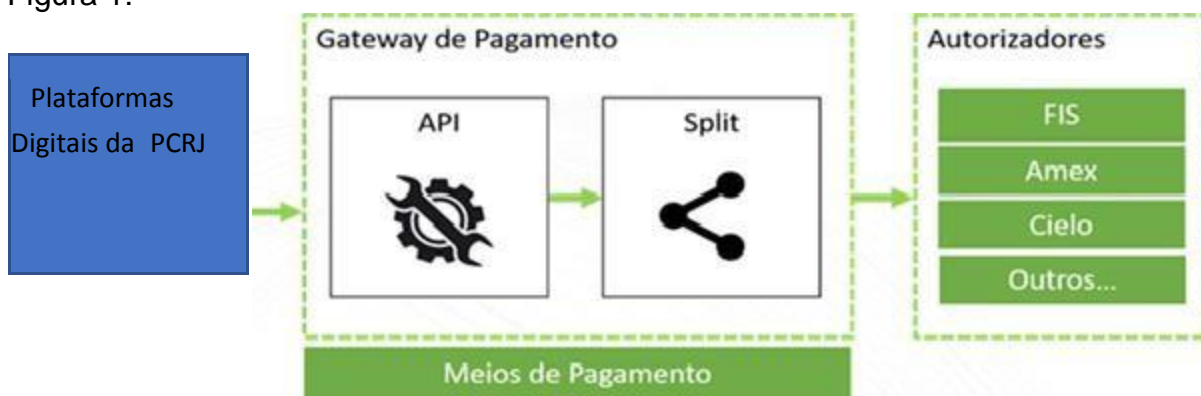 Figura 1:
Plataformas
Digitais da PCRJ
Gateway de Pagamento
API
Split
Meios de Pagamento
Autorizadores
FIS
Amex
Cielo
Outros...